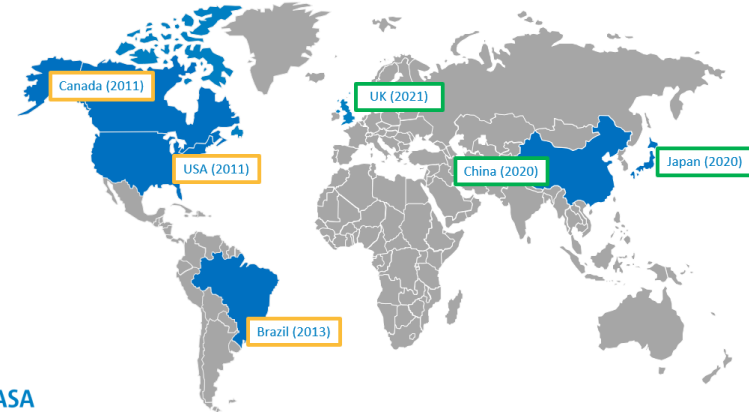 Canada (2011)
UK (2021)
USA (2011)
China (2020)
Japan (2020)
Brazil (2013)
ASA